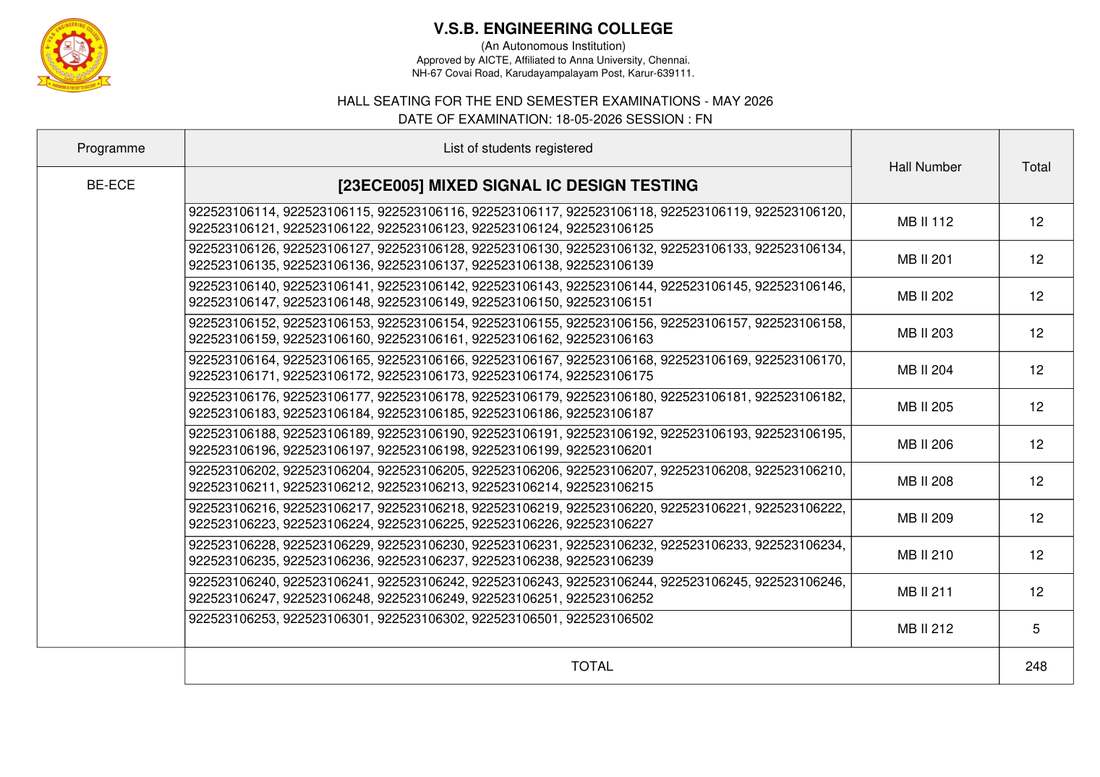 V.S.B. ENGINEERING COLLEGE
(An Autonomous Institution)
Approved by AICTE, Affiliated to Anna University, Chennai.
NH-67 Covai Road, Karudayampalayam Post, Karur-639111.
HALL SEATING FOR THE END SEMESTER EXAMINATIONS - MAY 2026
DATE OF EXAMINATION: 18-05-2026 SESSION : FN
Programme List of students registered Hall Number Total
BE-ECE [23ECE005] MIXED SIGNAL IC DESIGN TESTING
922523106114, 922523106115, 922523106116, 922523106117, 922523106118, 922523106119, 922523106120,
922523106121, 922523106122, 922523106123, 922523106124, 922523106125
MB II 112 12
922523106126, 922523106127, 922523106128, 922523106130, 922523106132, 922523106133, 922523106134,
922523106135, 922523106136, 922523106137, 922523106138, 922523106139
MB II 201 12
922523106140, 922523106141, 922523106142, 922523106143, 922523106144, 922523106145, 922523106146,
922523106147, 922523106148, 922523106149, 922523106150, 922523106151
MB II 202 12
922523106152, 922523106153, 922523106154, 922523106155, 922523106156, 922523106157, 922523106158,
922523106159, 922523106160, 922523106161, 922523106162, 922523106163
MB II 203 12
922523106164, 922523106165, 922523106166, 922523106167, 922523106168, 922523106169, 922523106170,
922523106171, 922523106172, 922523106173, 922523106174, 922523106175
MB II 204 12
922523106176, 922523106177, 922523106178, 922523106179, 922523106180, 922523106181, 922523106182,
922523106183, 922523106184, 922523106185, 922523106186, 922523106187
MB II 205 12
922523106188, 922523106189, 922523106190, 922523106191, 922523106192, 922523106193, 922523106195,
922523106196, 922523106197, 922523106198, 922523106199, 922523106201
MB II 206 12
922523106202, 922523106204, 922523106205, 922523106206, 922523106207, 922523106208, 922523106210,
922523106211, 922523106212, 922523106213, 922523106214, 922523106215
MB II 208 12
922523106216, 922523106217, 922523106218, 922523106219, 922523106220, 922523106221, 922523106222,
922523106223, 922523106224, 922523106225, 922523106226, 922523106227
MB II 209 12
922523106228, 922523106229, 922523106230, 922523106231, 922523106232, 922523106233, 922523106234,
922523106235, 922523106236, 922523106237, 922523106238, 922523106239
MB II 210 12
922523106240, 922523106241, 922523106242, 922523106243, 922523106244, 922523106245, 922523106246,
922523106247, 922523106248, 922523106249, 922523106251, 922523106252
MB II 211 12
922523106253, 922523106301, 922523106302, 922523106501, 922523106502
MB II 212 5
TOTAL 248